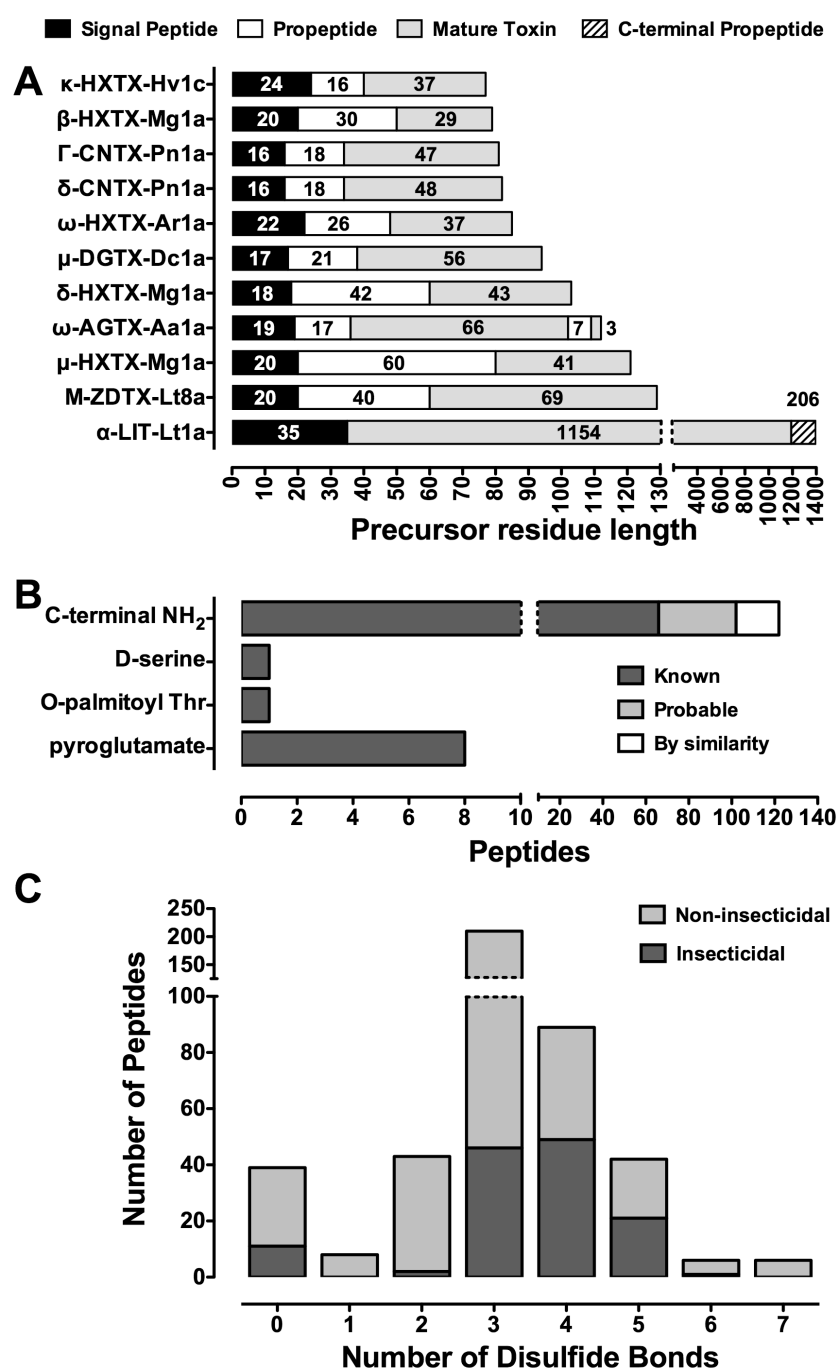 Signal Peptide Propeptide Mature Toxin C-terminal Propeptide
A
κ-HXTX-Hv1c 24 16 37
β-HXTX-Mg1a 20 30 29
Γ-CNTX-Pn1a 16 18 47
δ-CNTX-Pn1a 16 18 48
ω-HXTX-Ar1a 22 26 37
μ-DGTX-Dc1a 17 21 56
δ-HXTX-Mg1a 18 42 43
ω-AGTX-Aa1a 19 17 66 7 3
μ-HXTX-Mg1a 20 60 41
M-ZDTX-Lt8a 20 40 69
206
α-LIT-Lt1a 35 1154
0 10 20 30 40 50 60 70 80 90 100 110 120 130 400 600 800 1000 1200 1400
Precursor residue length
B
C-terminal NH₂
D-serine
O-palmitoyl Thr
pyroglutamate
Known
Probable
By similarity
0 2 4 6 8 10 20 40 60 80 100 120 140
Peptides
C
Number of Peptides
250
200
150
100
80
60
40
20
0
Non-insecticidal
Insecticidal
0 1 2 3 4 5 6 7
Number of Disulfide Bonds